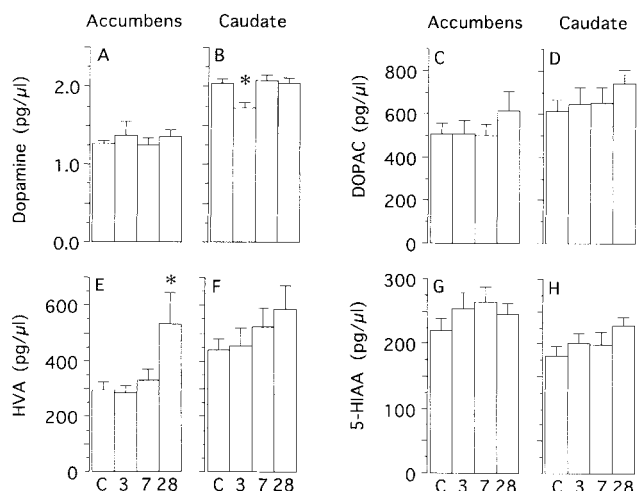 Accumbens Caudate
A B *
Dopamine (pg/µl)
2.0
1.0
0.0
E * F
HVA (pg/µl)
600
400
200
0
C 3 7 28 C 3 7 28
Accumbens Caudate
C D
DOPAC (pg/µl)
800
600
400
200
0
G H
5-HIAA (pg/µl)
300
200
100
0
C 3 7 28 C 3 7 28